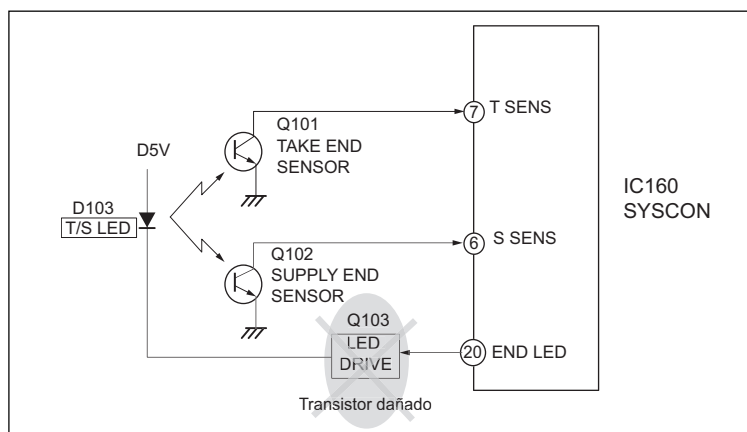 Q101
TAKE END
SENSOR
7
T SENS
D5V
D103
T/S LED
IC160
SYSCON
Q102
SUPPLY END
SENSOR
6
S SENS
Q103
LED
DRIVE
20
END LED
Transistor dañado